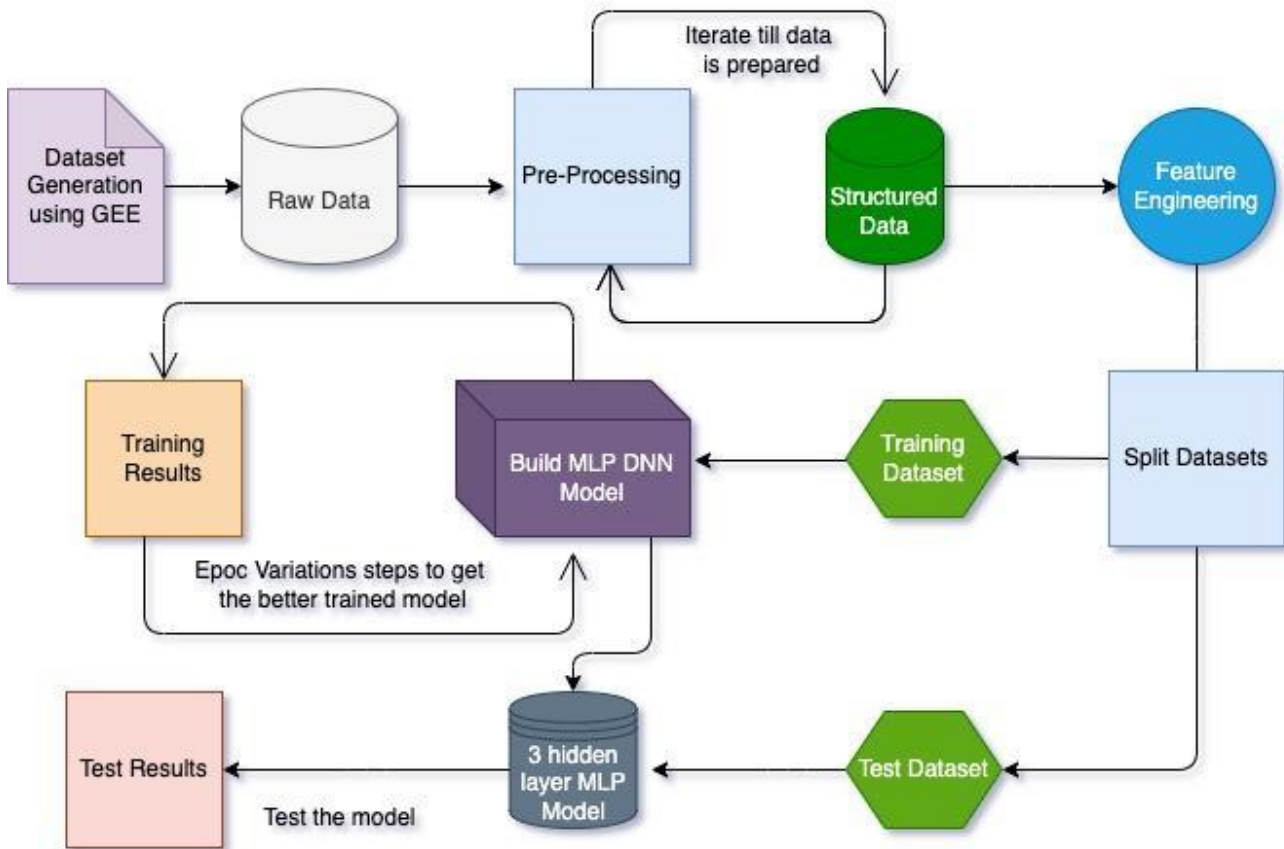 Iterate till data
is prepared
Dataset
Generation
using GEE
Raw Data
Pre-Processing
Structured
Data
Feature
Engineering
Training
Results
Build MLP DNN
Model
Training
Dataset
Split Datasets
Epoc Variations steps to get
the better trained model
Test Results
Test the model
3 hidden
layer MLP
Model
Test Dataset